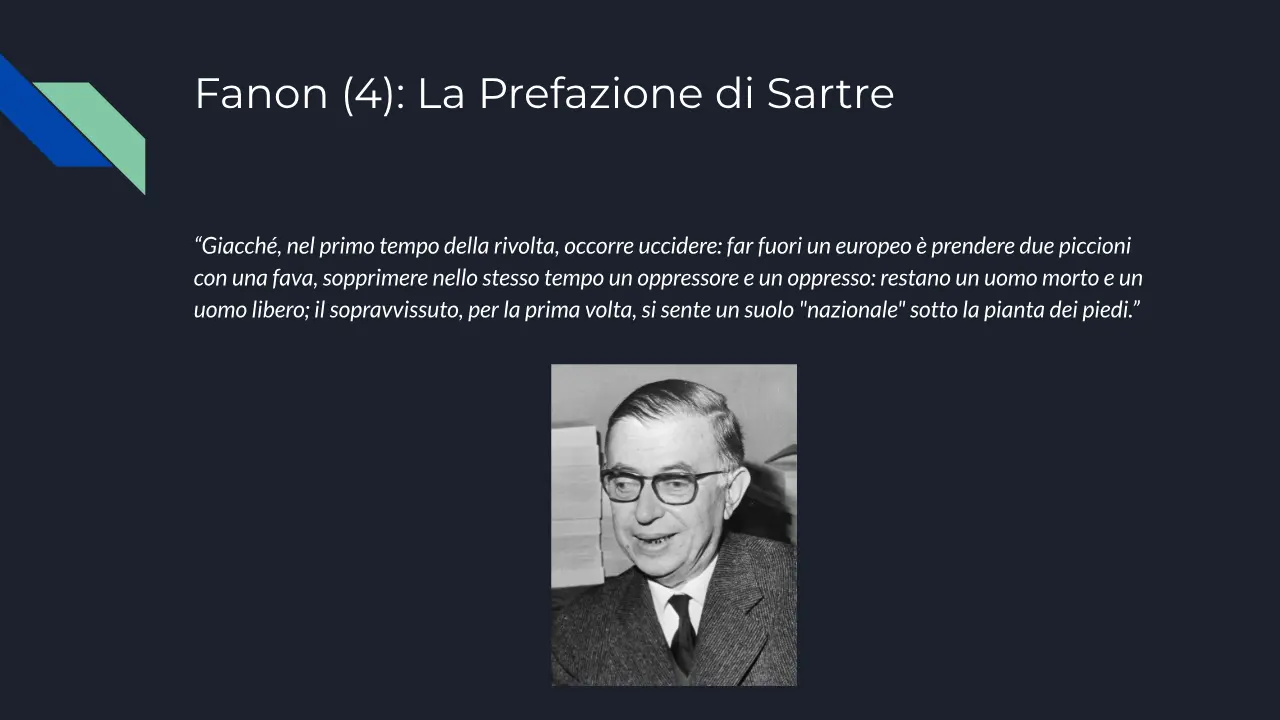 Fanon (4): La Prefazione di Sartre
“Giacché, nel primo tempo della rivolta, occorre uccidere: far fuori un europeo è prendere due piccioni
con una fava, sopprimere nello stesso tempo un oppressore e un oppresso: restano un uomo morto e un
uomo libero; il sopravvissuto, per la prima volta, si sente un suolo "nazionale" sotto la pianta dei piedi.”